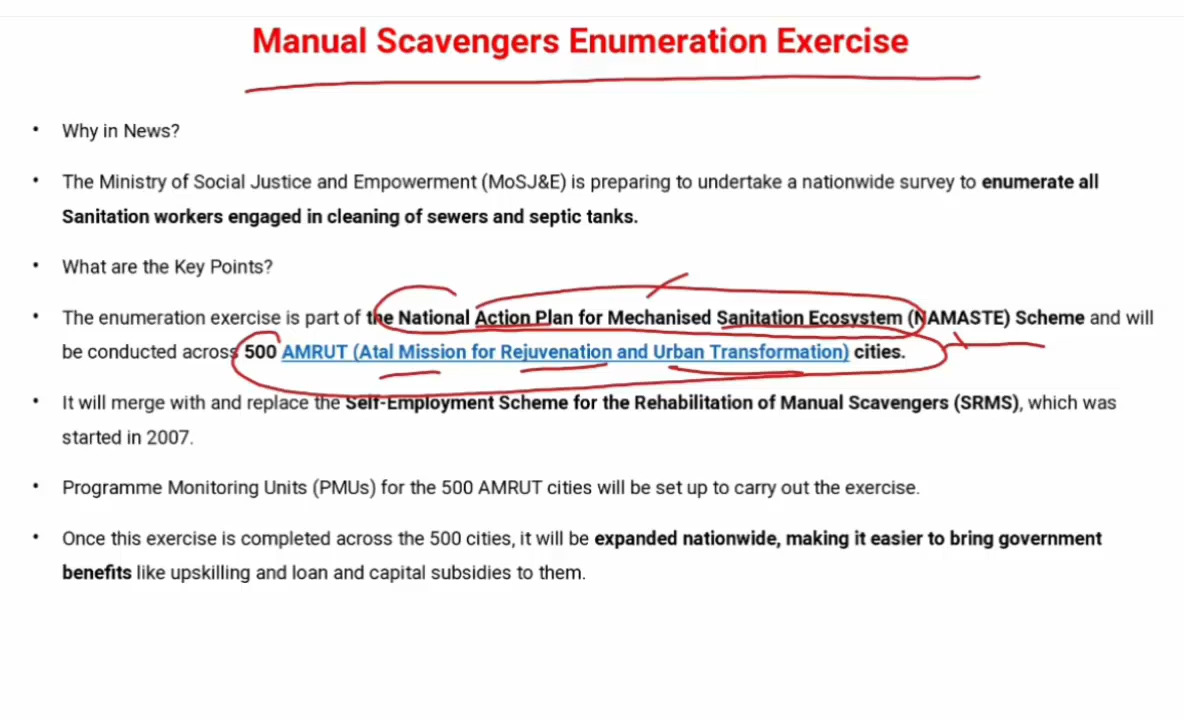 Manual Scavengers Enumeration Exercise
• Why in News?
• The Ministry of Social Justice and Empowerment (MoSJ&E) is preparing to undertake a nationwide survey to enumerate all
Sanitation workers engaged in cleaning of sewers and septic tanks.
• What are the Key Points?
• The enumeration exercise is part of the National Action Plan for Mechanised Sanitation Ecosystem (NAMASTE) Scheme and will
be conducted across 500 AMRUT (Atal Mission for Rejuvenation and Urban Transformation) cities.
• It will merge with and replace the Self-Employment Scheme for the Rehabilitation of Manual Scavengers (SRMS), which was
started in 2007.
• Programme Monitoring Units (PMUs) for the 500 AMRUT cities will be set up to carry out the exercise.
• Once this exercise is completed across the 500 cities, it will be expanded nationwide, making it easier to bring government
benefits like upskilling and loan and capital subsidies to them.